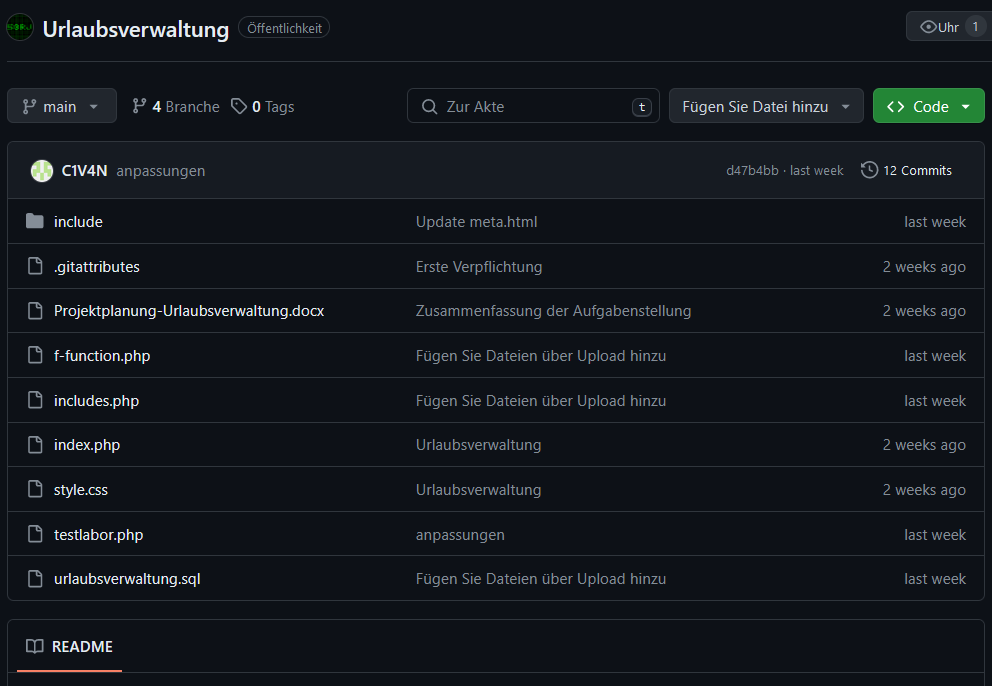 Urlaubsverwaltung Öffentlichkeit Uhr 1
main 4 Branche 0 Tags Zur Akte t Fügen Sie Datei hinzu Code
C1V4N anpassungen d47b4bb · last week 12 Commits
include Update meta.html last week
.gitattributes Erste Verpflichtung 2 weeks ago
Projektplanung-Urlaubsverwaltung.docx Zusammenfassung der Aufgabenstellung 2 weeks ago
f-function.php Fügen Sie Dateien über Upload hinzu last week
includes.php Fügen Sie Dateien über Upload hinzu last week
index.php Urlaubsverwaltung 2 weeks ago
style.css Urlaubsverwaltung 2 weeks ago
testlabor.php anpassungen last week
urlaubsverwaltung.sql Fügen Sie Dateien über Upload hinzu last week
README